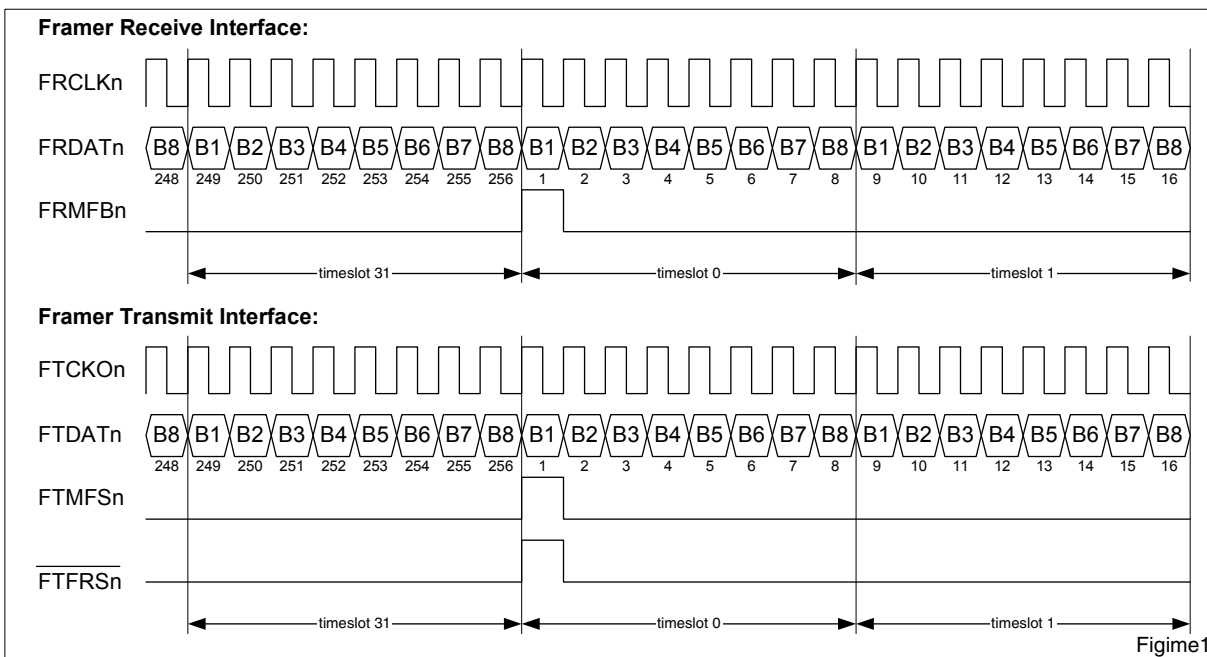 Framer Receive Interface:
FRCLKn
FRDATn B8 B1 B2 B3 B4 B5 B6 B7 B8 B1 B2 B3 B4 B5 B6 B7 B8 B1 B2 B3 B4 B5 B6 B7 B8
248 249 250 251 252 253 254 255 256 1 2 3 4 5 6 7 8 9 10 11 12 13 14 15 16
FRMFBn
timeslot 31 timeslot 0 timeslot 1
Framer Transmit Interface:
FTCKOn
FTDATn B8 B1 B2 B3 B4 B5 B6 B7 B8 B1 B2 B3 B4 B5 B6 B7 B8 B1 B2 B3 B4 B5 B6 B7 B8
248 249 250 251 252 253 254 255 256 1 2 3 4 5 6 7 8 9 10 11 12 13 14 15 16
FTMFSn
FTFRSn
timeslot 31 timeslot 0 timeslot 1
Figime1